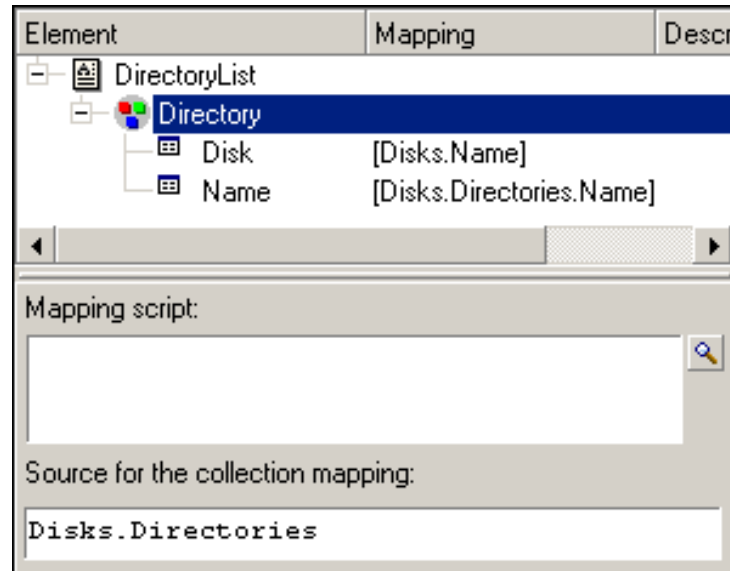 Element Mapping Descr
DirectoryList
Directory
Disk [Disks.Name]
Name [Disks.Directories.Name]
Mapping script:
Source for the collection mapping:
Disks.Directories